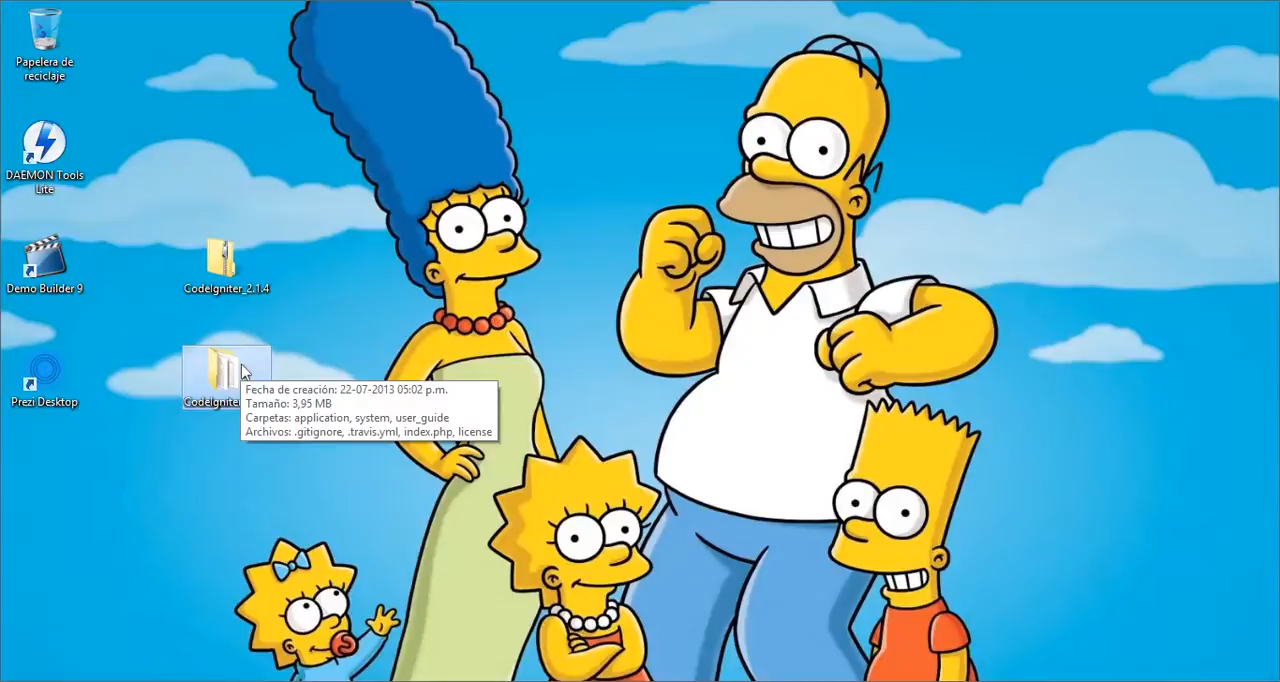 Papelera de
reciclaje
DAEMON Tools
Lite
Demo Builder 9
CodeIgniter_2.1.4
Prezi Desktop
CodeIgniter
Fecha de creación: 22-07-2013 05:02 p.m.
Tamaño: 3,95 MB
Carpetas: application, system, user_guide
Archivos: .gitignore, .travis.yml, index.php, license